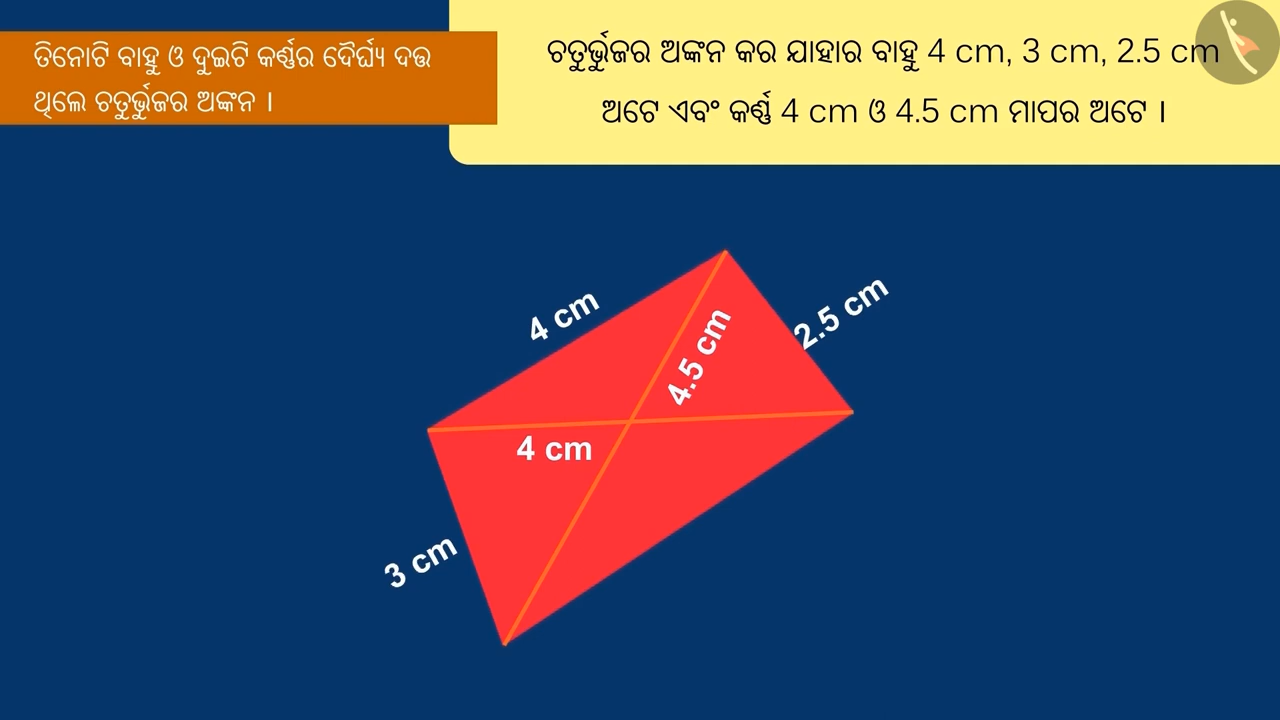 ତିନୋଟି ବାହୁ ଓ ଦୁଇଟି କର୍ଣ୍ଣର ଦୈର୍ଘ୍ୟ ଦତ୍ତ
ଥିଲେ ଚତୁର୍ଭୁଜର ଅଙ୍କନ ।
ଚତୁର୍ଭୁଜର ଅଙ୍କନ କର ଯାହାର ବାହୁ 4 cm, 3 cm, 2.5 cm
ଅଟେ ଏବଂ କର୍ଣ୍ଣ 4 cm ଓ 4.5 cm ମାପର ଅଟେ ।
4 cm
2.5 cm
4.5 cm
4 cm
3 cm